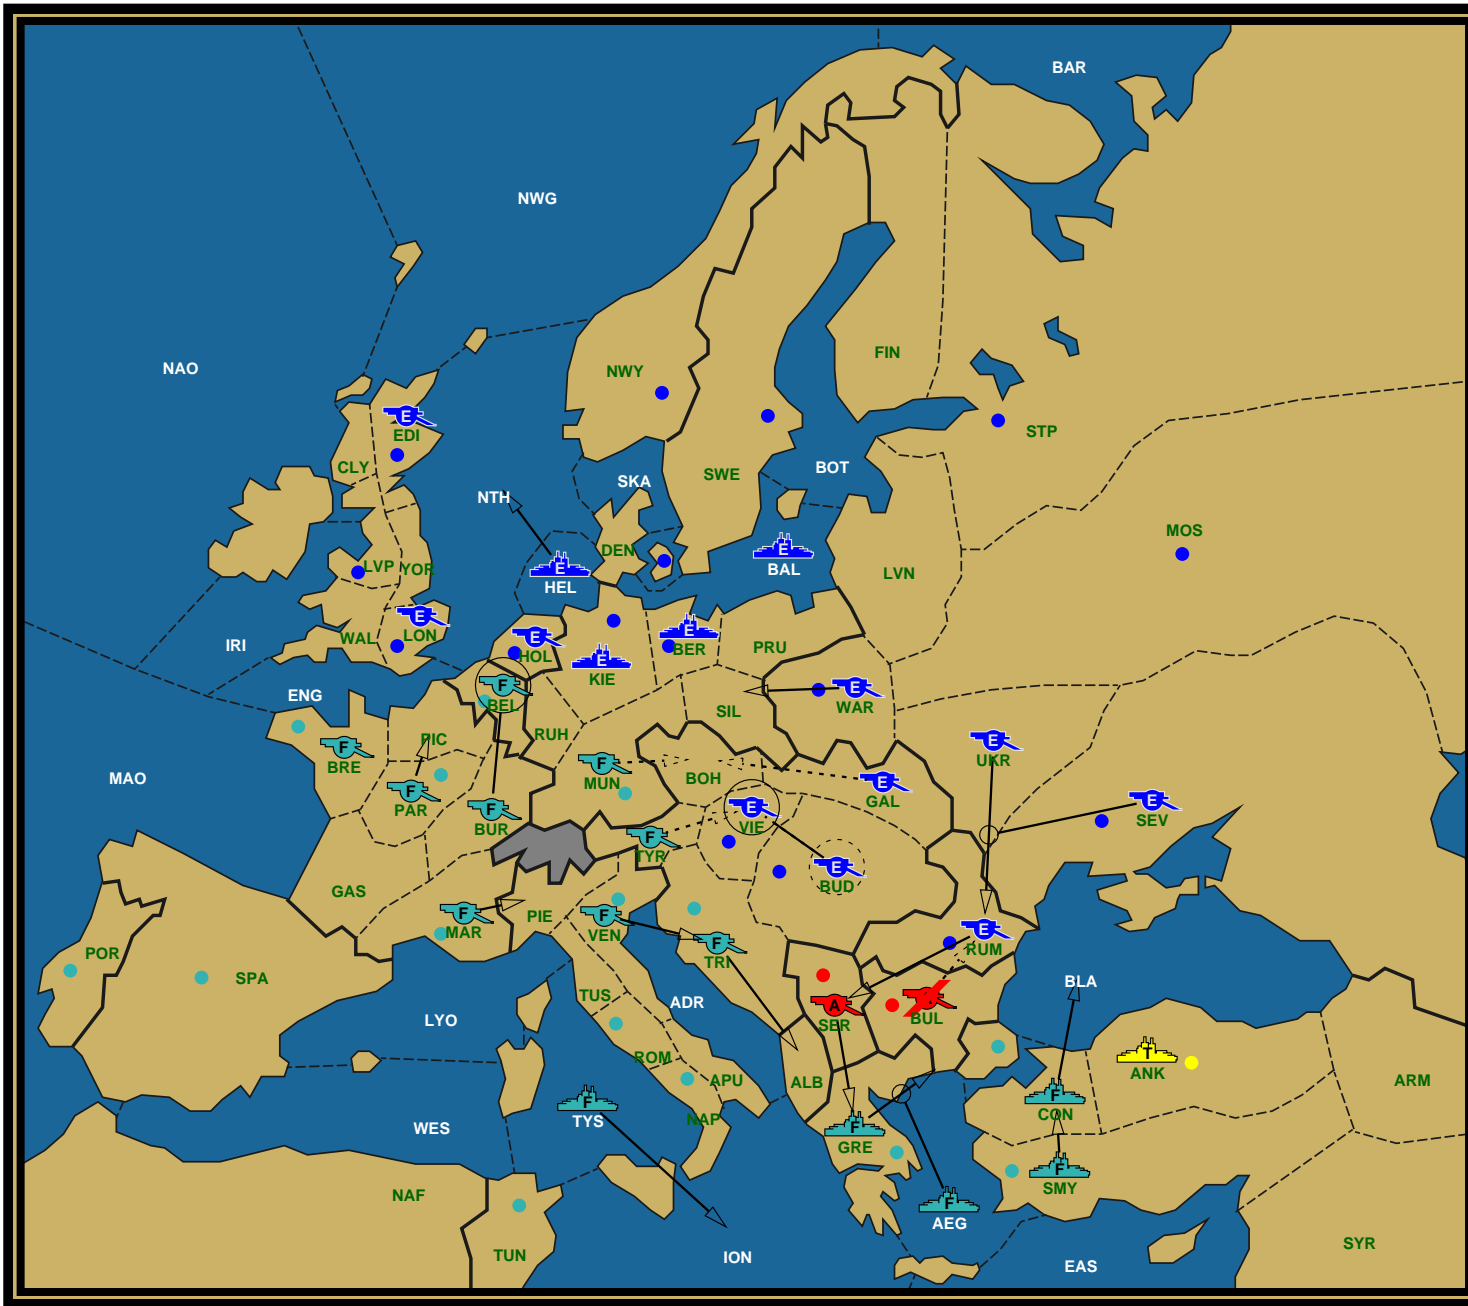 BAR
NWG
NAO
NWY
FIN
STP
E
EDI
CLY
SWE
BOT
SKA
NTH
MOS
DEN
E
HEL
E
BAL
LVN
LVP
YOR
E
LON
WAL
IRI
E
HOL
E
BER
PRU
E
KIE
ENG
F
BEL
E
WAR
SIL
RUH
PIC
F
BRE
E
UKR
MAO
F
MUN
BOH
E
GAL
F
PAR
F
BUR
E
VIE
E
SEV
F
TYR
E
BUD
GAS
F
MAR
PIE
F
VEN
F
TRI
E
RUM
POR
SPA
BLA
TUS
ADR
A
SER
BUL
LYO
ROM
APU
ALB
T
ANK
ARM
F
TYS
F
CON
NAP
WES
F
GRE
F
SMY
NAF
F
AEG
TUN
ION
EAS
SYR